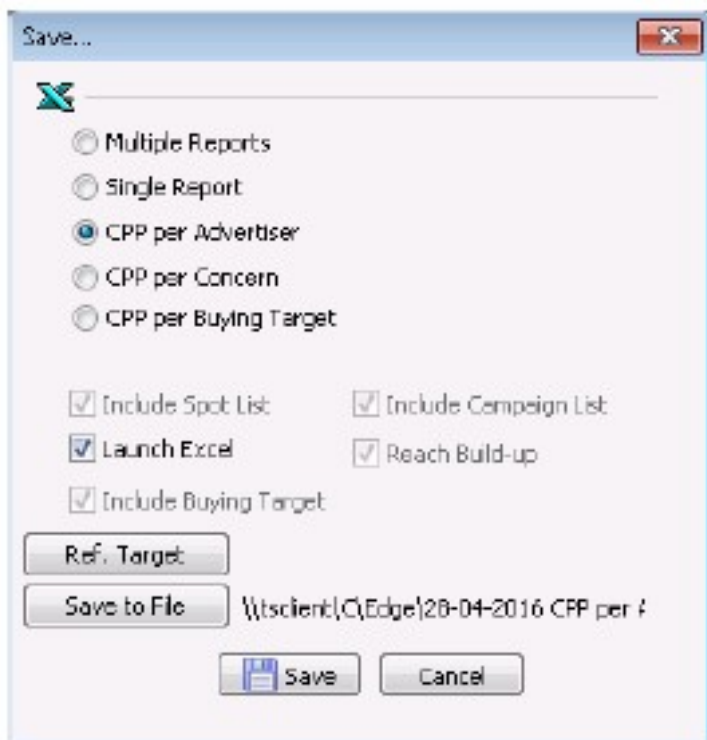 Save...
Multiple Reports
Single Report
CPP per Advertiser
CPP per Concern
CPP per Buying Target
Include Spot List Include Campaign List
Launch Excel Reach Build-up
Include Buying Target
Ref. Target
Save to File \\tsclient\C\Edge\28-04-2016 CPP per
Save Cancel